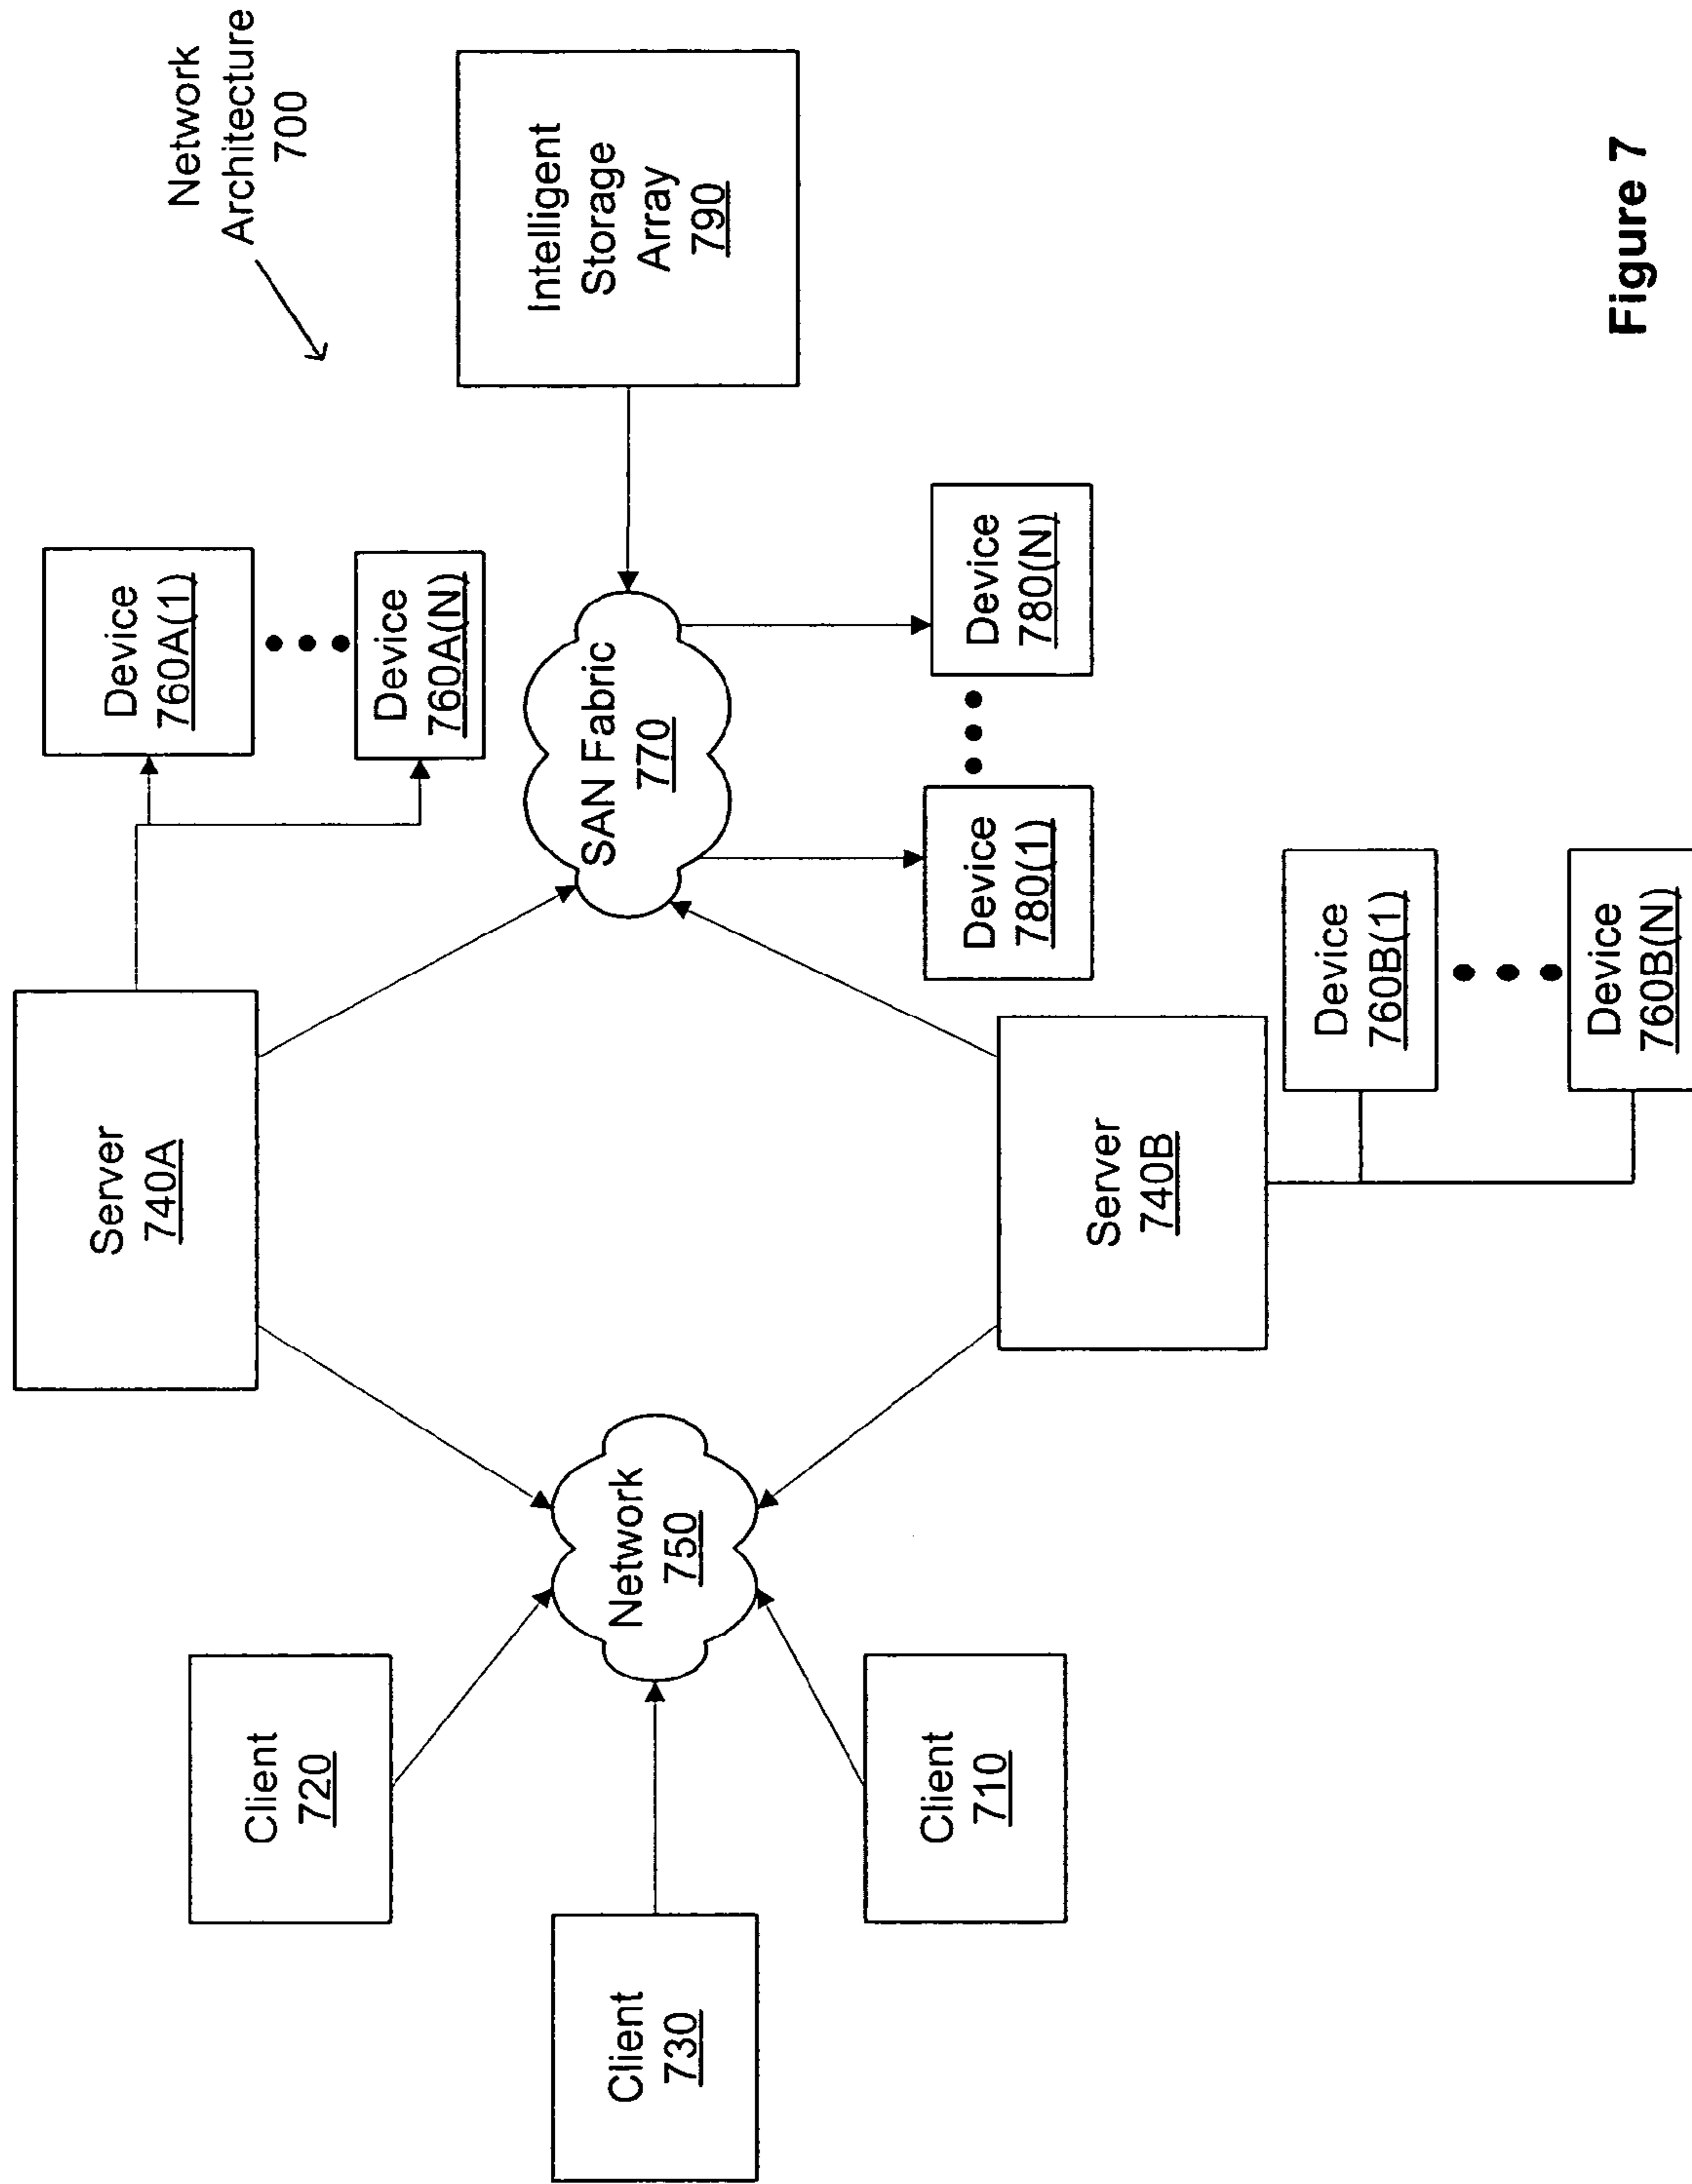 Network
Architecture
700
Device
760A(1)
Device
760A(N)
Server
740A
Client
720
Intelligent
Storage
Array
790
SAN Fabric
770
Network
750
Client
730
Device
780(1)
Device
780(N)
Client
710
Server
740B
Device
760B(1)
Device
760B(N)
Figure 7